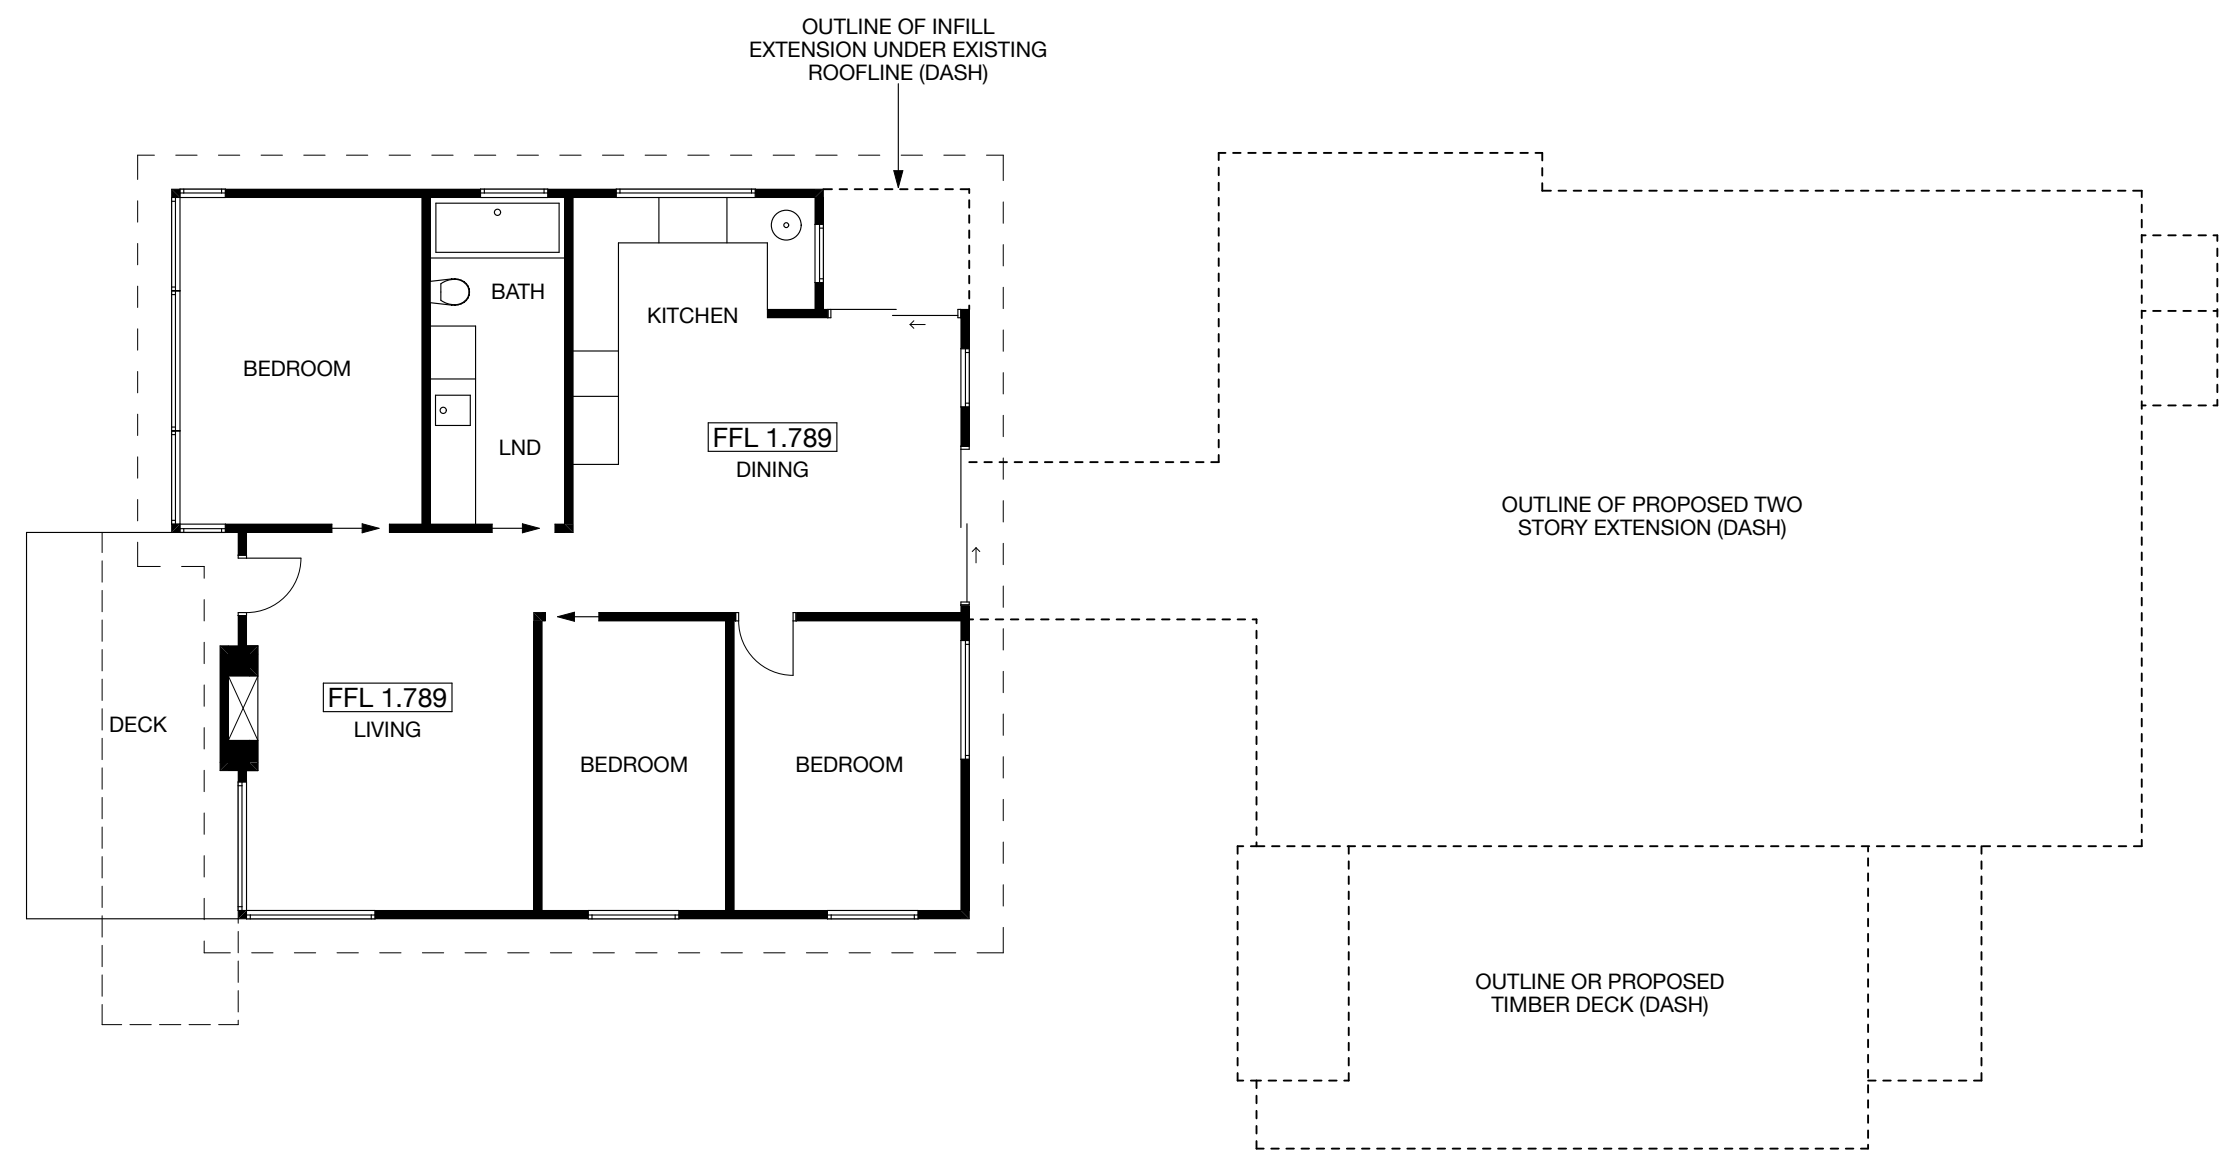 OUTLINE OF INFILL
EXTENSION UNDER EXISTING
ROOFLINE (DASH)
BATH
KITCHEN
BEDROOM
FFL 1.789
DINING
LND
OUTLINE OF PROPOSED TWO
STORY EXTENSION (DASH)
FFL 1.789
LIVING
DECK
BEDROOM
BEDROOM
OUTLINE OR PROPOSED
TIMBER DECK (DASH)